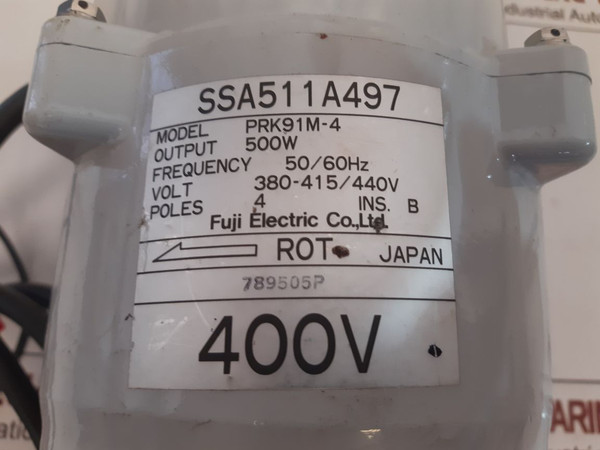 SSA511A497
MODEL PRK91M-4
OUTPUT 500W
FREQUENCY 50/60Hz
VOLT 380-415/440V
POLES 4 INS. B
Fuji Electric Co.,Ltd.
ROT. JAPAN
789505P
400V